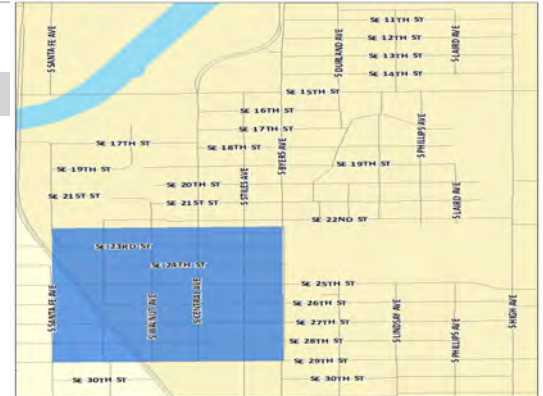 SE 11TH ST
S SANTA FE AVE
S DURLAND AVE
SE 12TH ST
S LAIRD AVE
SE 13TH ST
SE 14TH ST
SE 15TH ST
SE 16TH ST
S PHILLIPS AVE
SE 17TH ST
S BYERS AVE
SE 17TH ST
SE 18TH ST
SE 19TH ST
SE 19TH ST
S STILES AVE
SE 20TH ST
SE 21ST ST
SE 21ST ST
S LAIRD AVE
SE 22ND ST
SE 23RD ST
SE 24TH ST
SE 25TH ST
S SANTA FE AVE
S WALNUT AVE
S CENTRAL AVE
SE 26TH ST
S LINDSAY AVE
S HIGH AVE
SE 27TH ST
SE 28TH ST
S PHILLIPS AVE
SE 29TH ST
SE 30TH ST
SE 30TH ST